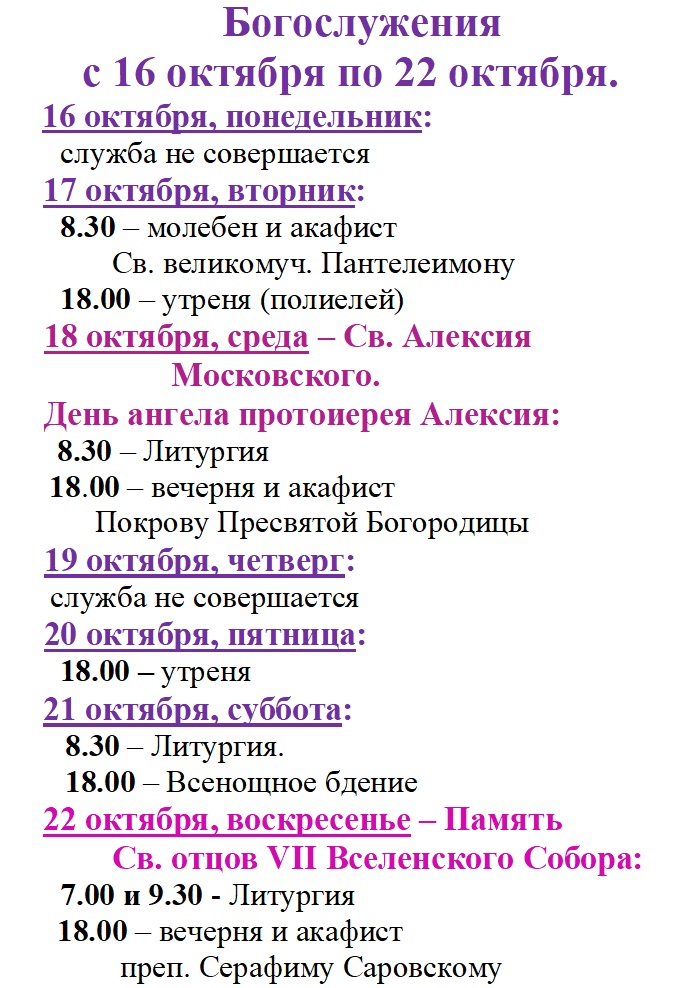 Богослужения
с 16 октября по 22 октября.
16 октября, понедельник:
служба не совершается
17 октября, вторник:
8.30 – молебен и акафист
Св. великомуч. Пантелеимону
18.00 – утреня (полиелей)
18 октября, среда – Св. Алексия
Московского.
День ангела протоиерея Алексия:
8.30 – Литургия
18.00 – вечерня и акафист
Покрову Пресвятой Богородицы
19 октября, четверг:
служба не совершается
20 октября, пятница:
18.00 – утреня
21 октября, суббота:
8.30 – Литургия.
18.00 – Всенощное бдение
22 октября, воскресенье – Память
Св. отцов VII Вселенского Собора:
7.00 и 9.30 - Литургия
18.00 – вечерня и акафист
преп. Серафиму Саровскому